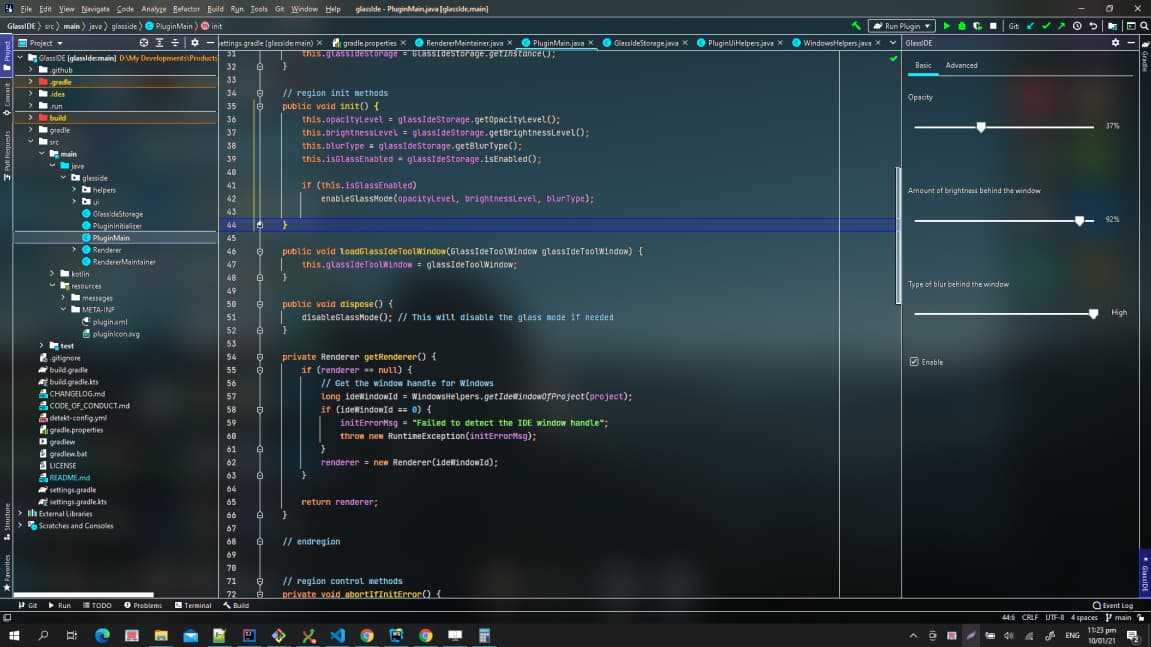 File Edit View Navigate Code Analyze Refactor Build Run Tools Git Window Help glassIde - PluginMain.java [glassIde.main]
GlassIDE src main java glasside PluginMain init
Run Plugin Git:
Project
settings.gradle (glasside:main) gradle.properties RendererMaintainer.java PluginMain.java GlassIdeStorage.java PluginUiHelpers.java WindowsHelpers.java
GlassIDE
GlassIDE [glassIde:main] D:\My Developments\Products
.github
.gradle
.idea
.run
build
gradle
src
main
java
glasside
helpers
ui
GlassIdeStorage
PluginInitializer
PluginMain
Renderer
RendererMaintainer
kotlin
resources
messages
META-INF
plugin.xml
pluginicon.svg
test
.gitignore
build.gradle
build.gradle.kts
CHANGELOG.md
CODE_OF_CONDUCT.md
detekt-config.yml
gradle.properties
gradlew
gradlew.bat
LICENSE
README.md
settings.gradle
settings.gradle.kts
External Libraries
Scratches and Consoles
Project
Commit
Pull Requests
Structure
Favorites
this.glassIdeStorage = GlassIdeStorage.getInstance();
32 }
33
34 // region init methods
35 public void init() {
36 this.opacityLevel = glassIdeStorage.getOpacityLevel();
37 this.brightnessLevel = glassIdeStorage.getBrightnessLevel();
38 this.blurType = glassIdeStorage.getBlurType();
39 this.isGlassEnabled = glassIdeStorage.isEnabled();
40
41 if (this.isGlassEnabled)
42 enableGlassMode(opacityLevel, brightnessLevel, blurType);
43
44 }
45
46 public void loadGlassIdeToolWindow(GlassIdeToolWindow glassIdeToolWindow) {
47 this.glassIdeToolWindow = glassIdeToolWindow;
48 }
49
50 public void dispose() {
51 disableGlassMode(); // This will disable the glass mode if needed
52 }
53
54 private Renderer getRenderer() {
55 if (renderer == null) {
56 // Get the window handle for Windows
57 long ideWindowId = WindowsHelpers.getIdeWindowOfProject(project);
58 if (ideWindowId == 0) {
59 initErrorMsg = "Failed to detect the IDE window handle";
60 throw new RuntimeException(initErrorMsg);
61 }
62 renderer = new Renderer(ideWindowId);
63 }
64
65 return renderer;
66 }
67
68 // endregion
69
70
71 // region control methods
72 private void abortIfInitError() {
Basic Advanced
Opacity
37%
Amount of brightness behind the window
92%
Type of blur behind the window
High
Enable
Gradle
GlassIDE
Git Run TODO Problems Terminal Build Event Log
44:6 CRLF UTF-8 4 spaces main
ENG 11:23 pm
10/01/21
2